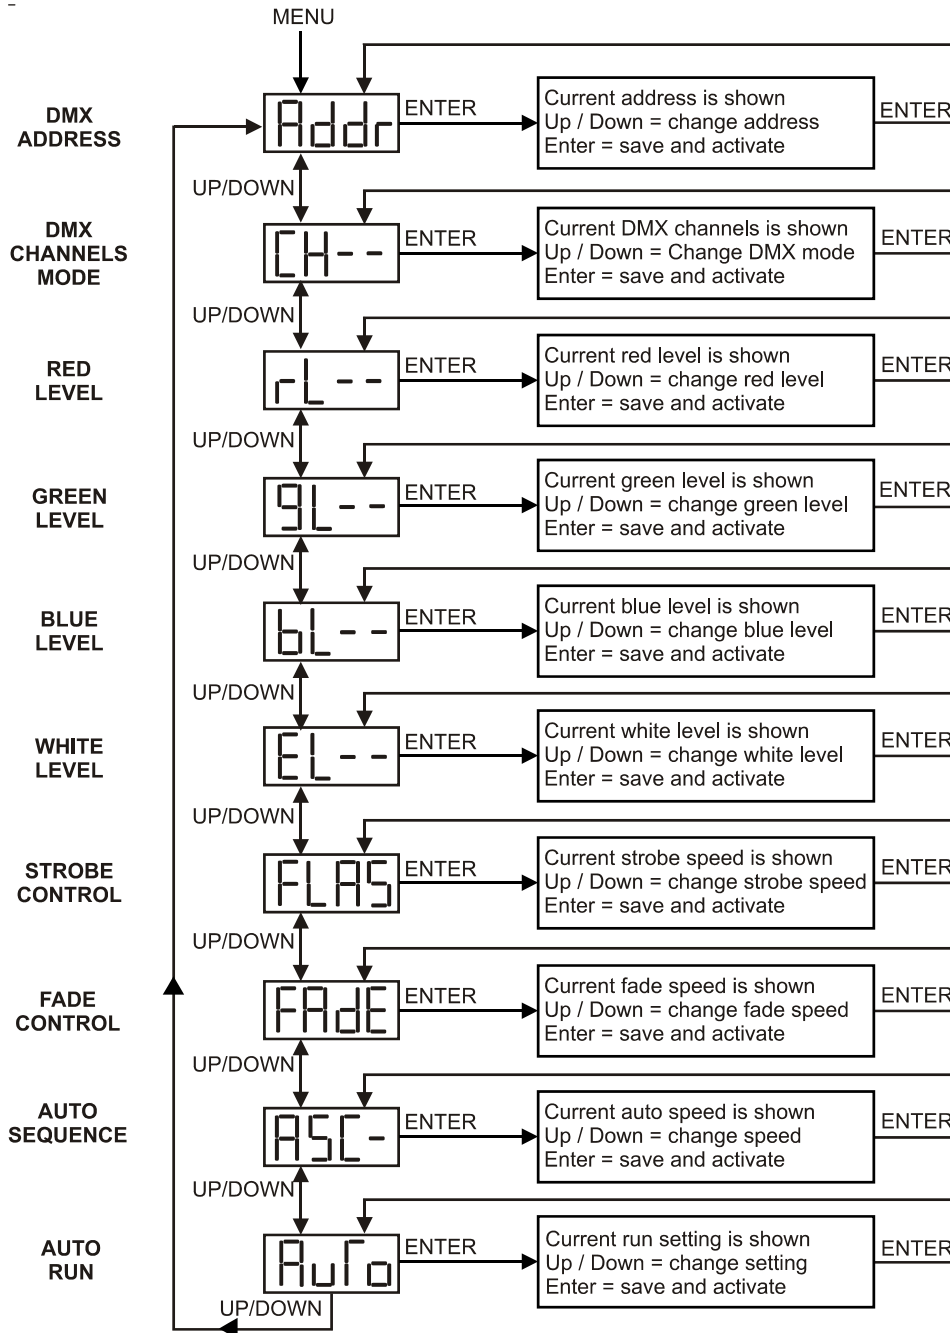 MENU
DMX
ADDRESS
Addr
ENTER
Current address is shown
Up / Down = change address
Enter = save and activate
ENTER
UP/DOWN
DMX
CHANNELS
MODE
CH--
ENTER
Current DMX channels is shown
Up / Down = Change DMX mode
Enter = save and activate
ENTER
UP/DOWN
RED
LEVEL
rL--
ENTER
Current red level is shown
Up / Down = change red level
Enter = save and activate
ENTER
UP/DOWN
GREEN
LEVEL
gL--
ENTER
Current green level is shown
Up / Down = change green level
Enter = save and activate
ENTER
UP/DOWN
BLUE
LEVEL
bL--
ENTER
Current blue level is shown
Up / Down = change blue level
Enter = save and activate
ENTER
UP/DOWN
WHITE
LEVEL
EL--
ENTER
Current white level is shown
Up / Down = change white level
Enter = save and activate
ENTER
UP/DOWN
STROBE
CONTROL
FLAS
ENTER
Current strobe speed is shown
Up / Down = change strobe speed
Enter = save and activate
ENTER
UP/DOWN
FADE
CONTROL
FAdE
ENTER
Current fade speed is shown
Up / Down = change fade speed
Enter = save and activate
ENTER
UP/DOWN
AUTO
SEQUENCE
ASC-
ENTER
Current auto speed is shown
Up / Down = change speed
Enter = save and activate
ENTER
UP/DOWN
AUTO
RUN
AuTo
ENTER
Current run setting is shown
Up / Down = change setting
Enter = save and activate
ENTER
UP/DOWN